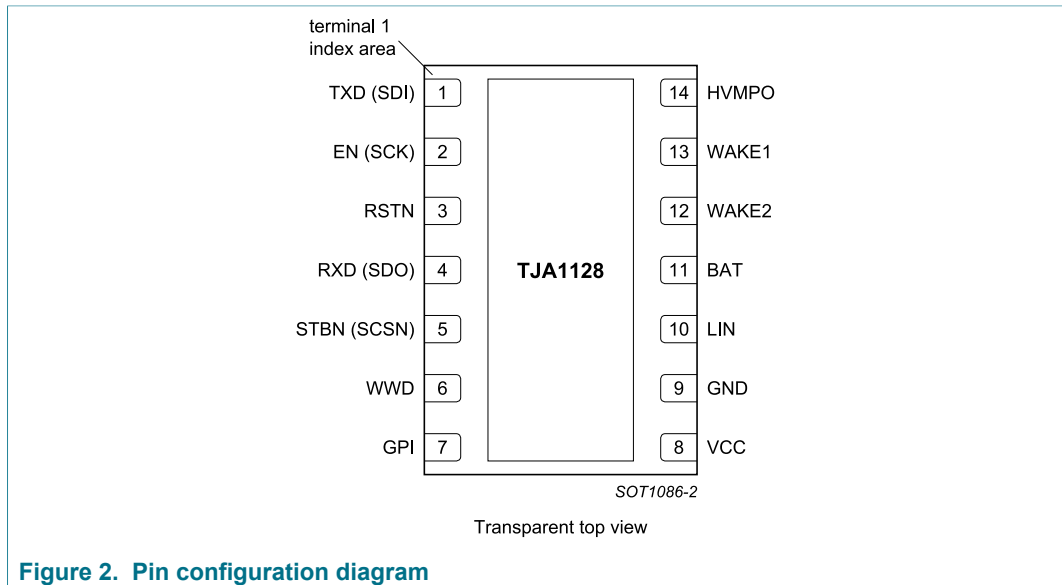 terminal 1
index area
TXD (SDI) 1
14 HVMPO
EN (SCK) 2
13 WAKE1
RSTN 3
12 WAKE2
RXD (SDO) 4
TJA1128
11 BAT
STBN (SCSN) 5
10 LIN
WWD 6
9 GND
GPI 7
8 VCC
SOT1086-2
Transparent top view
Figure 2. Pin configuration diagram